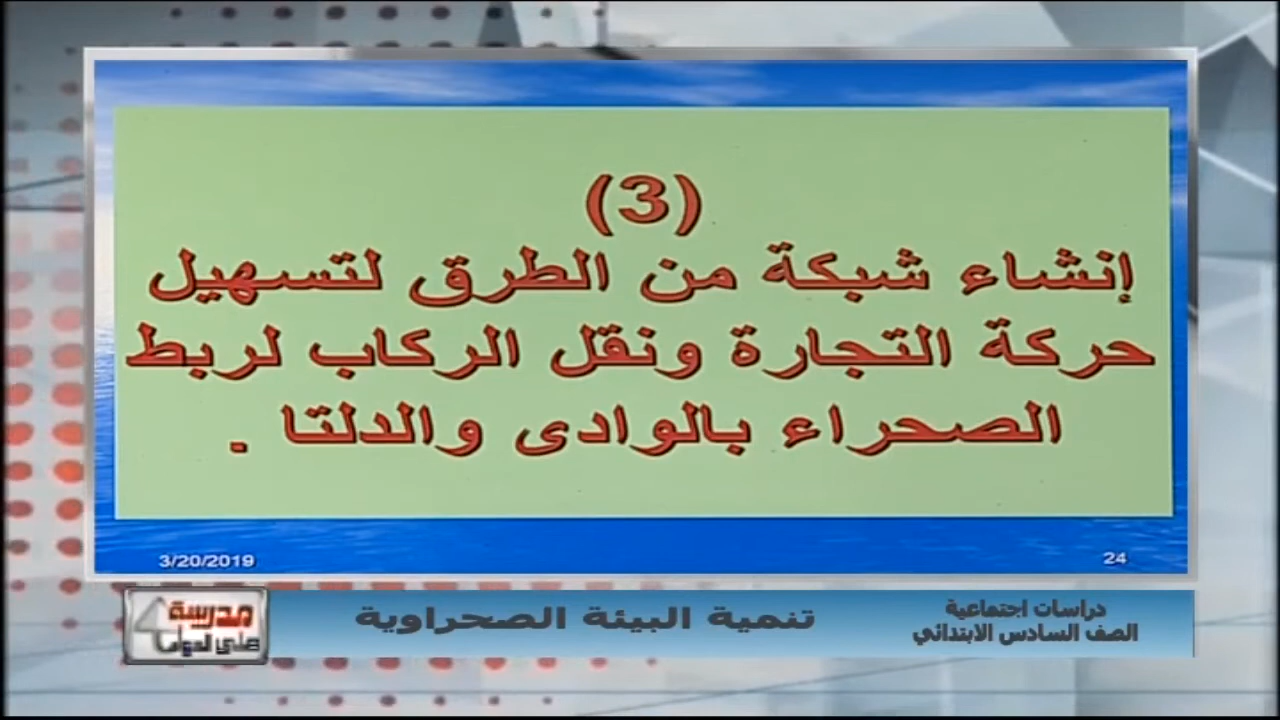 (3)
إنشاء شبكة من الطرق لتسهيل
حركة التجارة ونقل الركاب لربط
الصحراء بالوادى والدلتا .
3/20/2019
24
دراسات اجتماعية
الصف السادس الابتدائي
تنمية البيئة الصحراوية
مدرسة
على الهواء
4